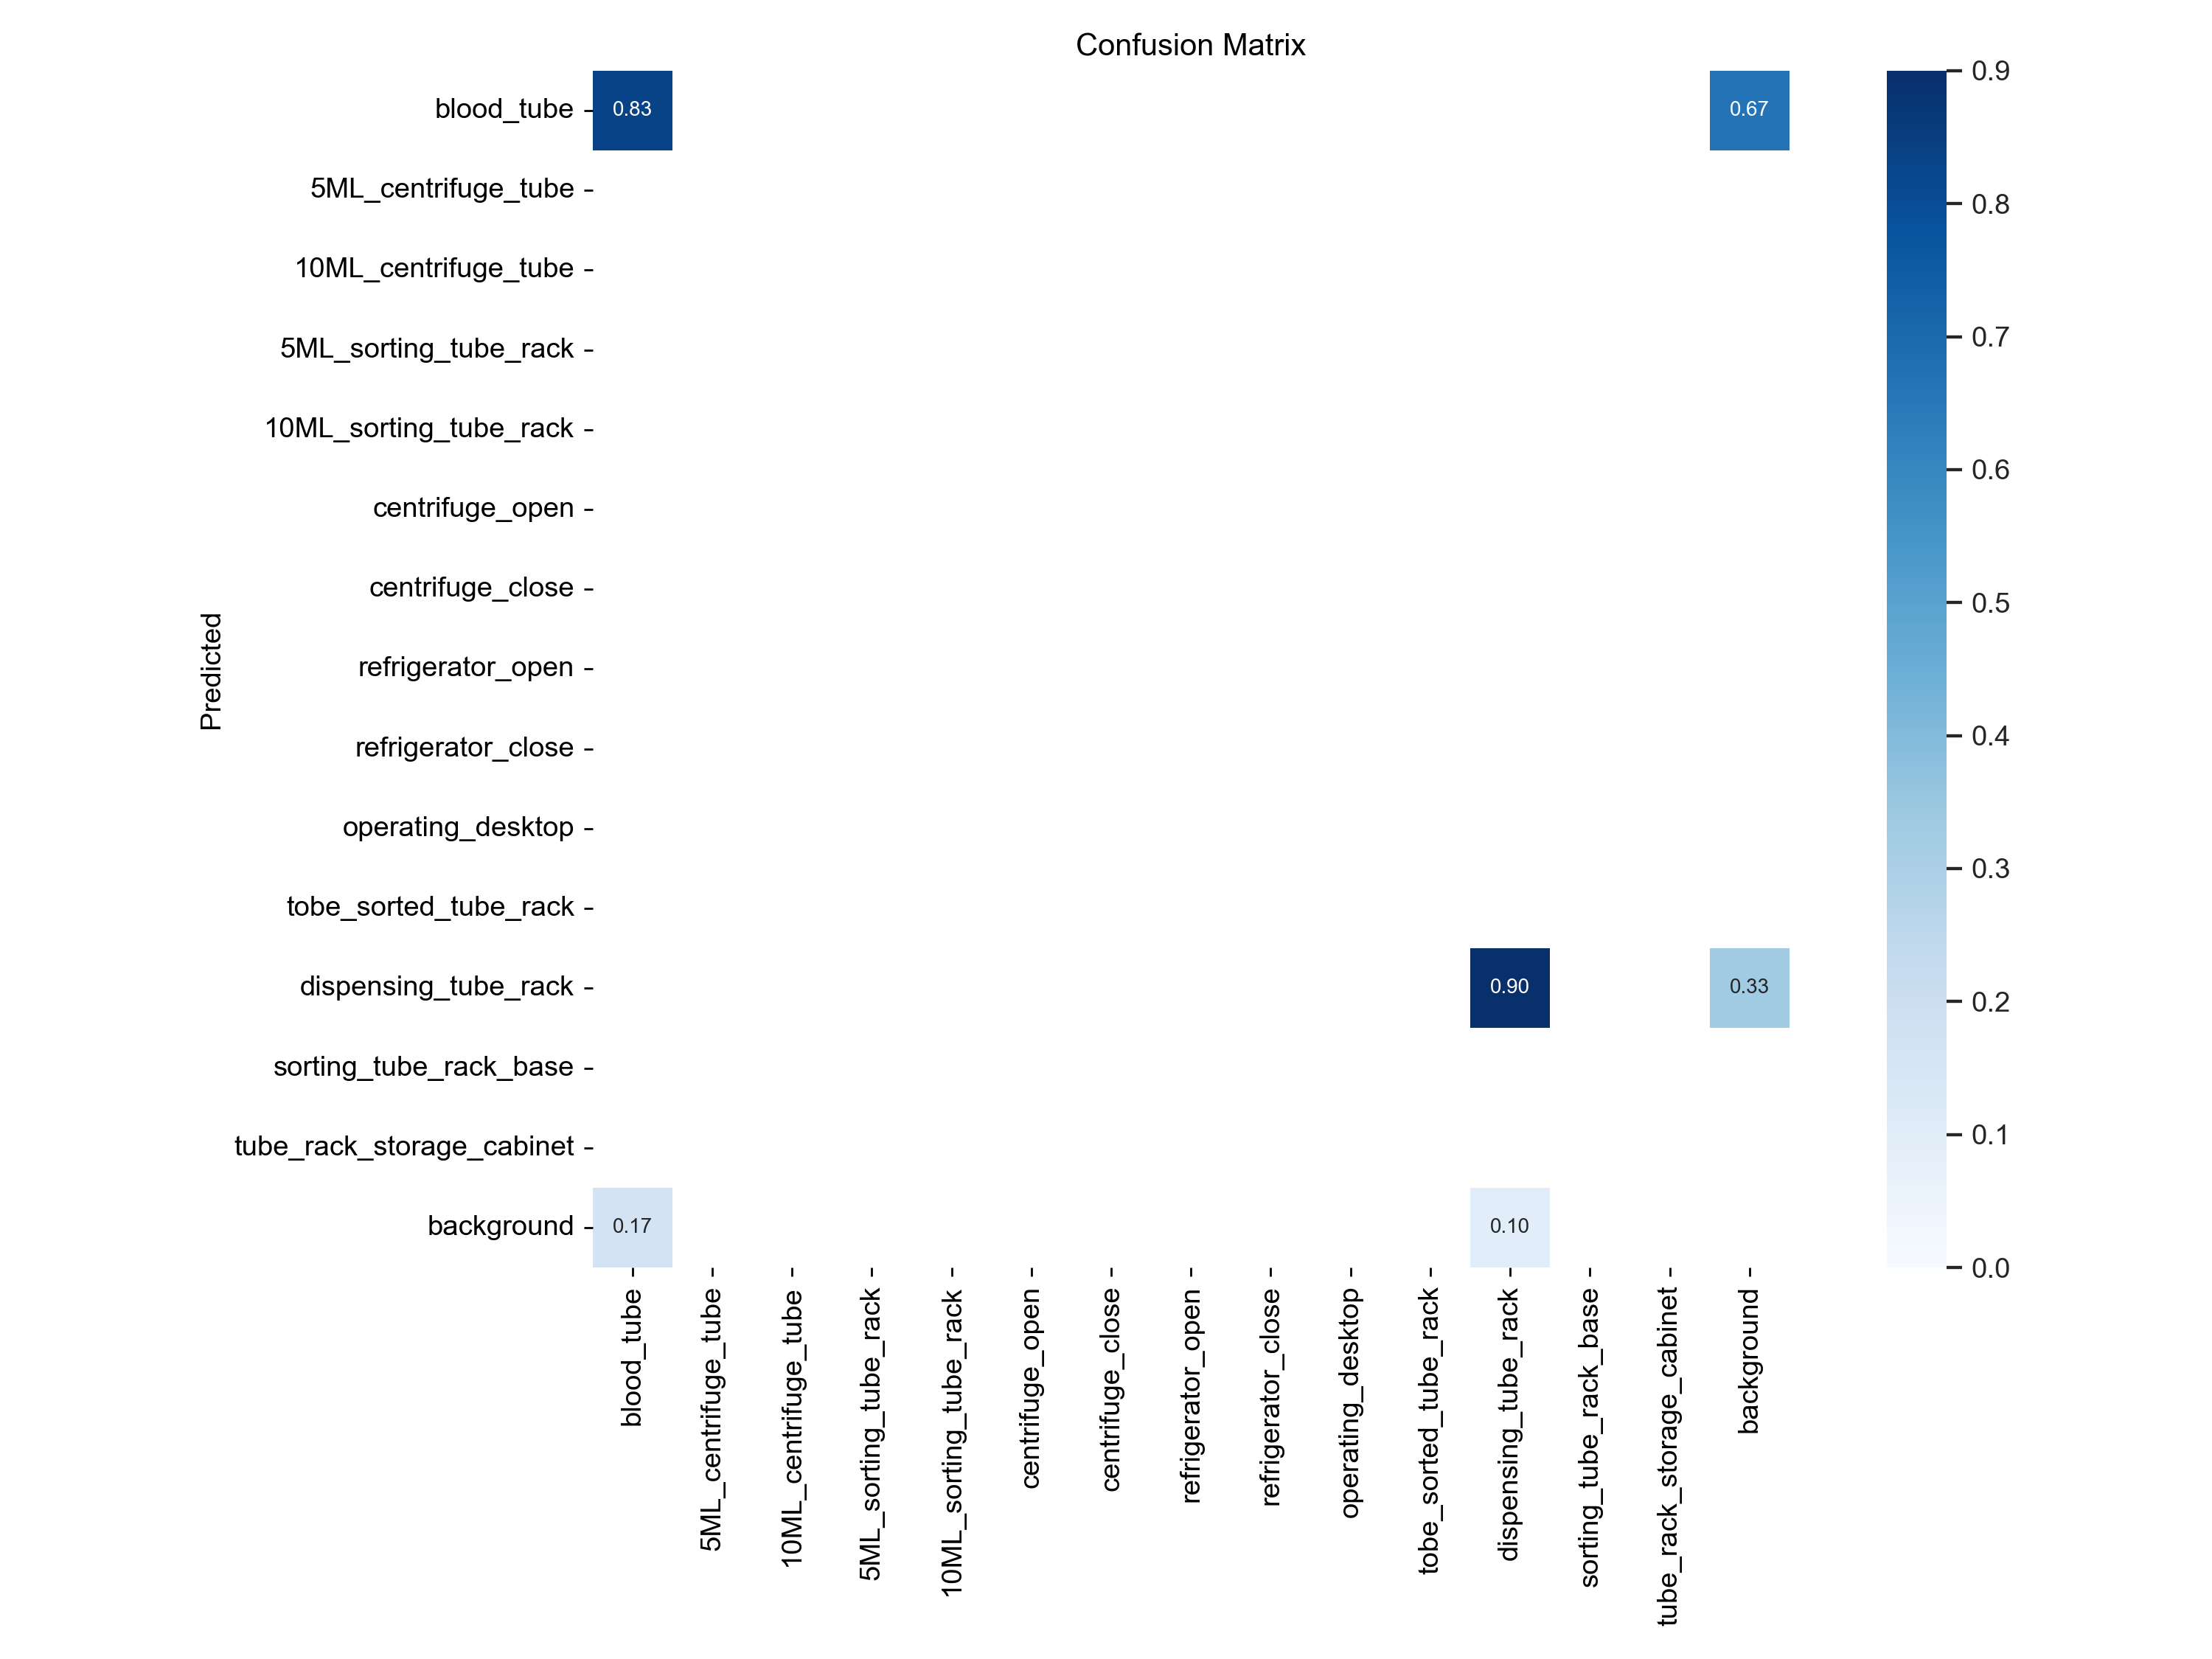 Confusion Matrix
blood_tube
5ML_centrifuge_tube
10ML_centrifuge_tube
5ML_sorting_tube_rack
10ML_sorting_tube_rack
centrifuge_open
centrifuge_close
refrigerator_open
refrigerator_close
operating_desktop
tobe_sorted_tube_rack
dispensing_tube_rack
sorting_tube_rack_base
tube_rack_storage_cabinet
background
Predicted
0.83
0.67
0.90
0.33
0.17
0.10
blood_tube
5ML_centrifuge_tube
10ML_centrifuge_tube
5ML_sorting_tube_rack
10ML_sorting_tube_rack
centrifuge_open
centrifuge_close
refrigerator_open
refrigerator_close
operating_desktop
tobe_sorted_tube_rack
dispensing_tube_rack
sorting_tube_rack_base
tube_rack_storage_cabinet
background
0.9
0.8
0.7
0.6
0.5
0.4
0.3
0.2
0.1
0.0